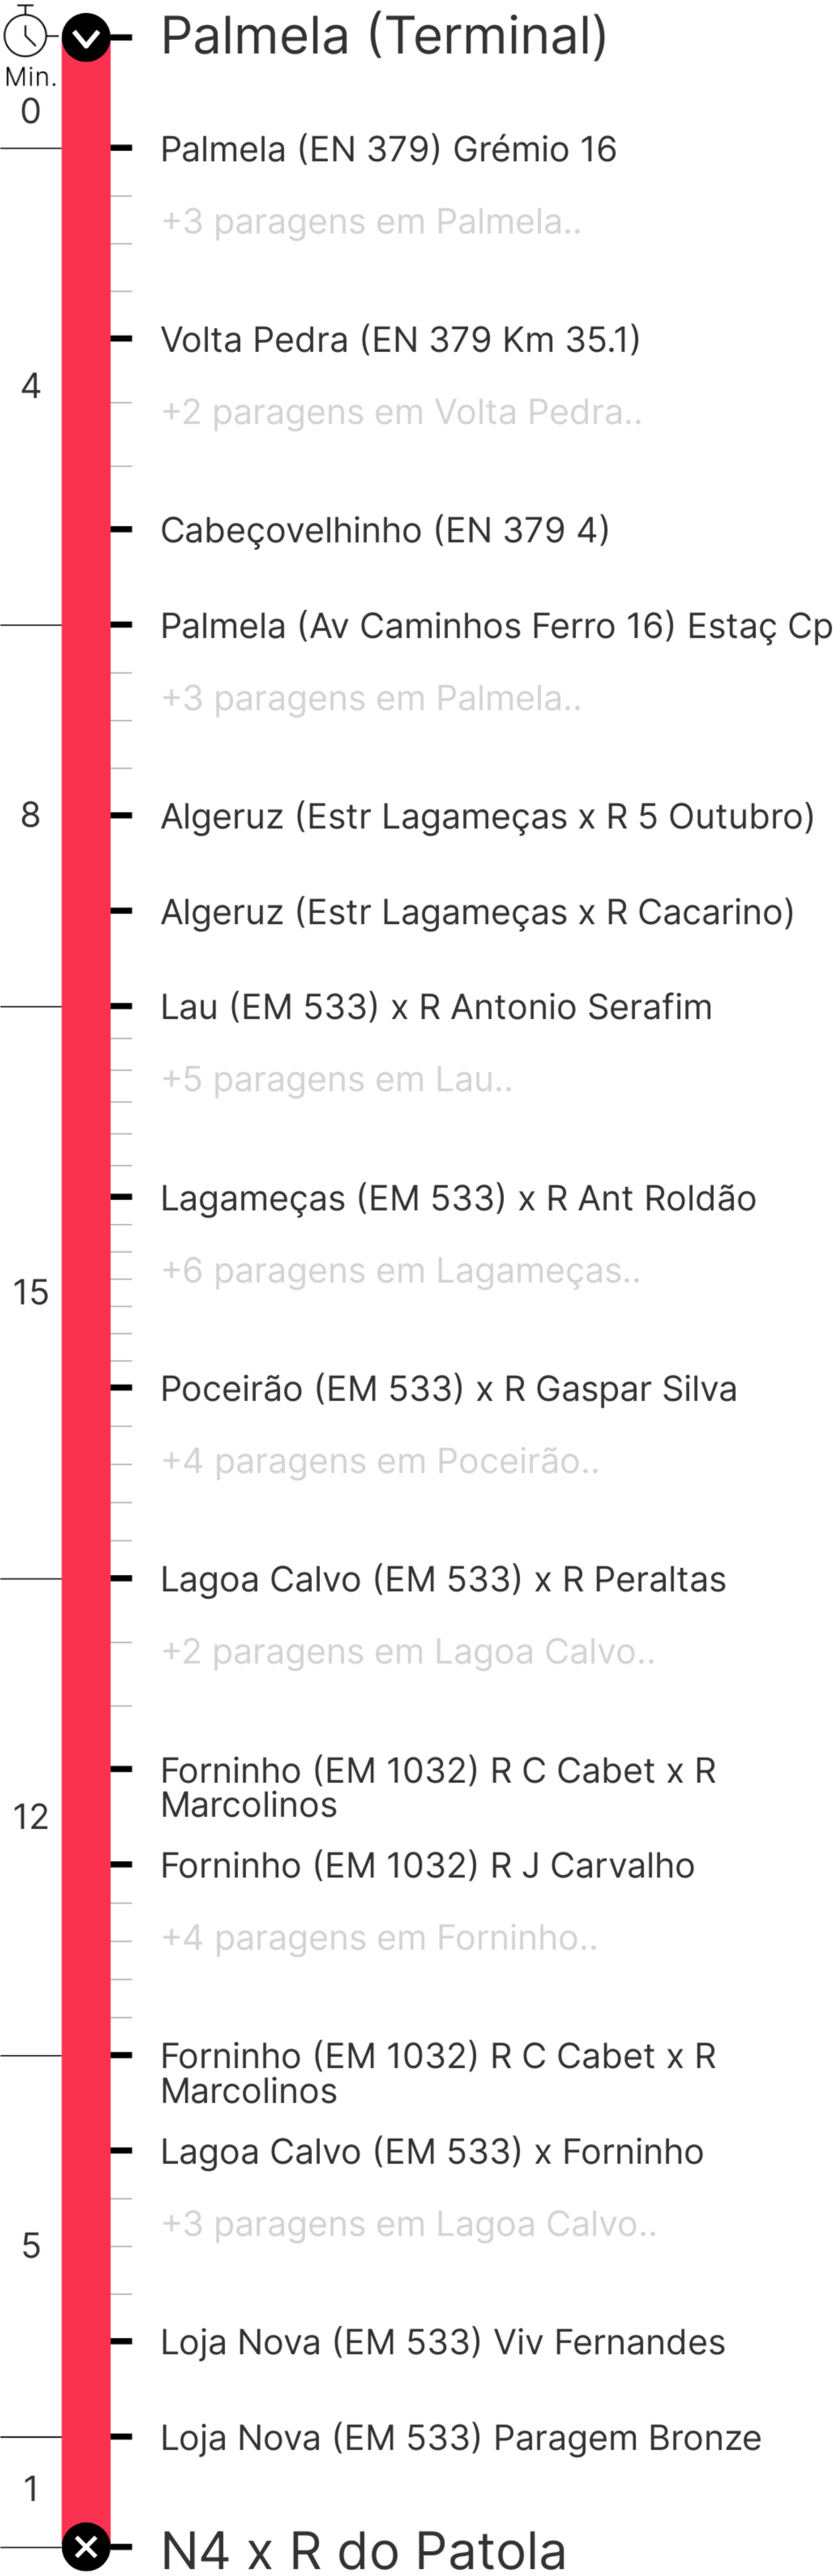 Palmela (Terminal)
Min.
0
Palmela (EN 379) Grémio 16
+3 paragens em Palmela..
Volta Pedra (EN 379 Km 35.1)
4
+2 paragens em Volta Pedra..
Cabeçovelhinho (EN 379 4)
Palmela (Av Caminhos Ferro 16) Estaç Cp
+3 paragens em Palmela..
8
Algeruz (Estr Lagameças x R 5 Outubro)
Algeruz (Estr Lagameças x R Cacarino)
Lau (EM 533) x R Antonio Serafim
+5 paragens em Lau..
Lagameças (EM 533) x R Ant Roldão
+6 paragens em Lagameças..
15
Poceirão (EM 533) x R Gaspar Silva
+4 paragens em Poceirão..
Lagoa Calvo (EM 533) x R Peraltas
+2 paragens em Lagoa Calvo..
Forninho (EM 1032) R C Cabet x R
Marcolinos
12
Forninho (EM 1032) R J Carvalho
+4 paragens em Forninho..
Forninho (EM 1032) R C Cabet x R
Marcolinos
Lagoa Calvo (EM 533) x Forninho
+3 paragens em Lagoa Calvo..
5
Loja Nova (EM 533) Viv Fernandes
Loja Nova (EM 533) Paragem Bronze
1
N4 x R do Patola